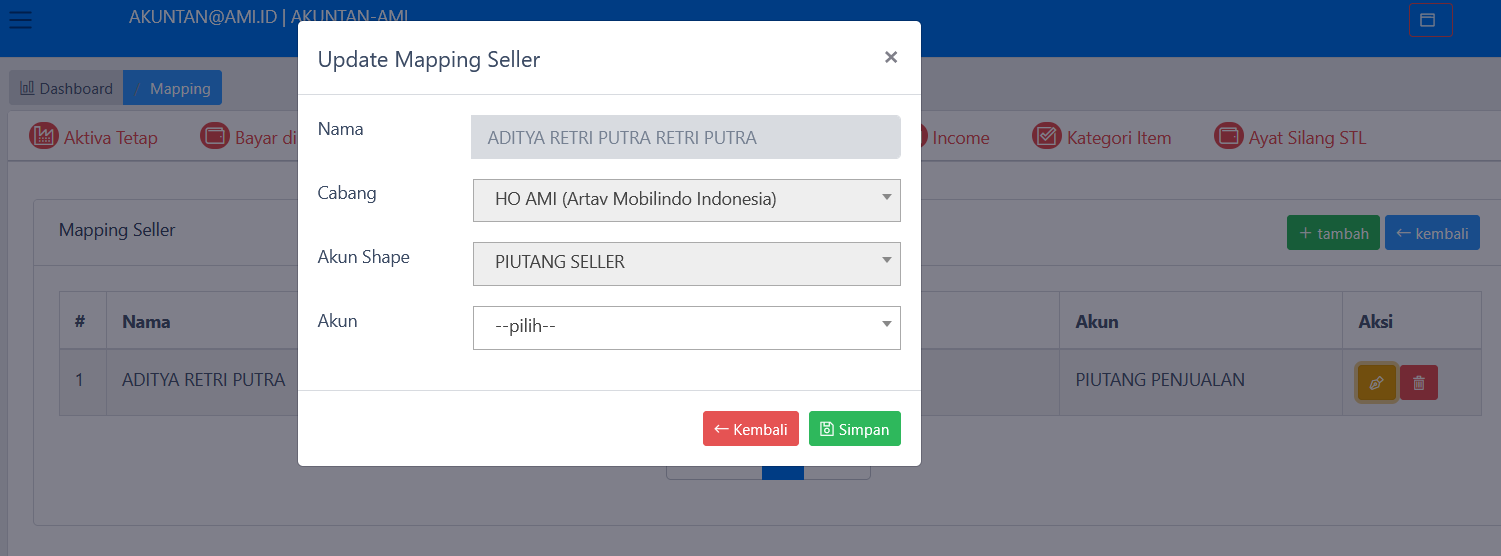 AKUNTAN@AMI.ID | AKUNTAN-AMI
Update Mapping Seller
×
Dashboard / Mapping
Nama
ADITYA RETRI PUTRA RETRI PUTRA
Aktiva Tetap
Bayar di
Income
Kategori Item
Ayat Silang STL
Cabang
HO AMI (Artav Mobilindo Indonesia)
Mapping Seller
+ tambah
← kembali
Akun Shape
PIUTANG SELLER
Akun
--pilih--
# Nama Akun Aksi
1 ADITYA RETRI PUTRA PIUTANG PENJUALAN
← Kembali
Simpan